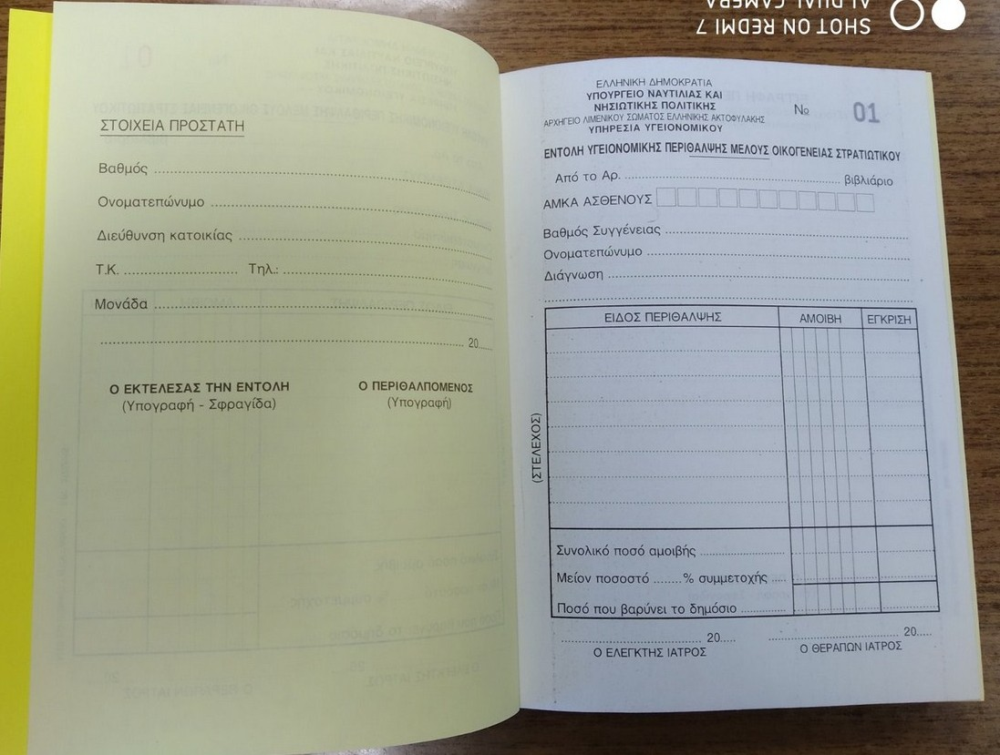 ΣΤΟΙΧΕΙΑ ΠΡΟΣΤΑΤΗ
Βαθμός
Ονοματεπώνυμο
Διεύθυνση κατοικίας
Τ.Κ. Τηλ.:
Μονάδα
20.....
Ο ΕΚΤΕΛΕΣΑΣ ΤΗΝ ΕΝΤΟΛΗ
(Υπογραφή - Σφραγίδα)
Ο ΠΕΡΙΘΑΛΠΟΜΕΝΟΣ
(Υπογραφή)
ΕΛΛΗΝΙΚΗ ΔΗΜΟΚΡΑΤΙΑ
ΥΠΟΥΡΓΕΙΟ ΝΑΥΤΙΛΙΑΣ ΚΑΙ
ΝΗΣΙΩΤΙΚΗΣ ΠΟΛΙΤΙΚΗΣ
ΑΡΧΗΓΕΙΟ ΛΙΜΕΝΙΚΟΥ ΣΩΜΑΤΟΣ ΕΛΛΗΝΙΚΗΣ ΑΚΤΟΦΥΛΑΚΗΣ
ΥΠΗΡΕΣΙΑ ΥΓΕΙΟΝΟΜΙΚΟΥ
№ 01
ΕΝΤΟΛΗ ΥΓΕΙΟΝΟΜΙΚΗΣ ΠΕΡΙΘΑΛΨΗΣ ΜΕΛΟΥΣ ΟΙΚΟΓΕΝΕΙΑΣ ΣΤΡΑΤΙΩΤΙΚΟΥ
Από το Αρ. βιβλιάριο
ΑΜΚΑ ΑΣΘΕΝΟΥΣ
Βαθμός Συγγένειας
Ονοματεπώνυμο
Διάγνωση
ΕΙΔΟΣ ΠΕΡΙΘΑΛΨΗΣ ΑΜΟΙΒΗ ΕΓΚΡΙΣΗ
(ΣΤΕΛΕΧΟΣ)
Συνολικό ποσό αμοιβής
Μείον ποσοστό ........% συμμετοχής .....
Ποσό που βαρύνει το δημόσιο
20..... 20.....
Ο ΕΛΕΓΚΤΗΣ ΙΑΤΡΟΣ Ο ΘΕΡΑΠΩΝ ΙΑΤΡΟΣ
SHOT ON REDMI 7
AI DUAL CAMERA